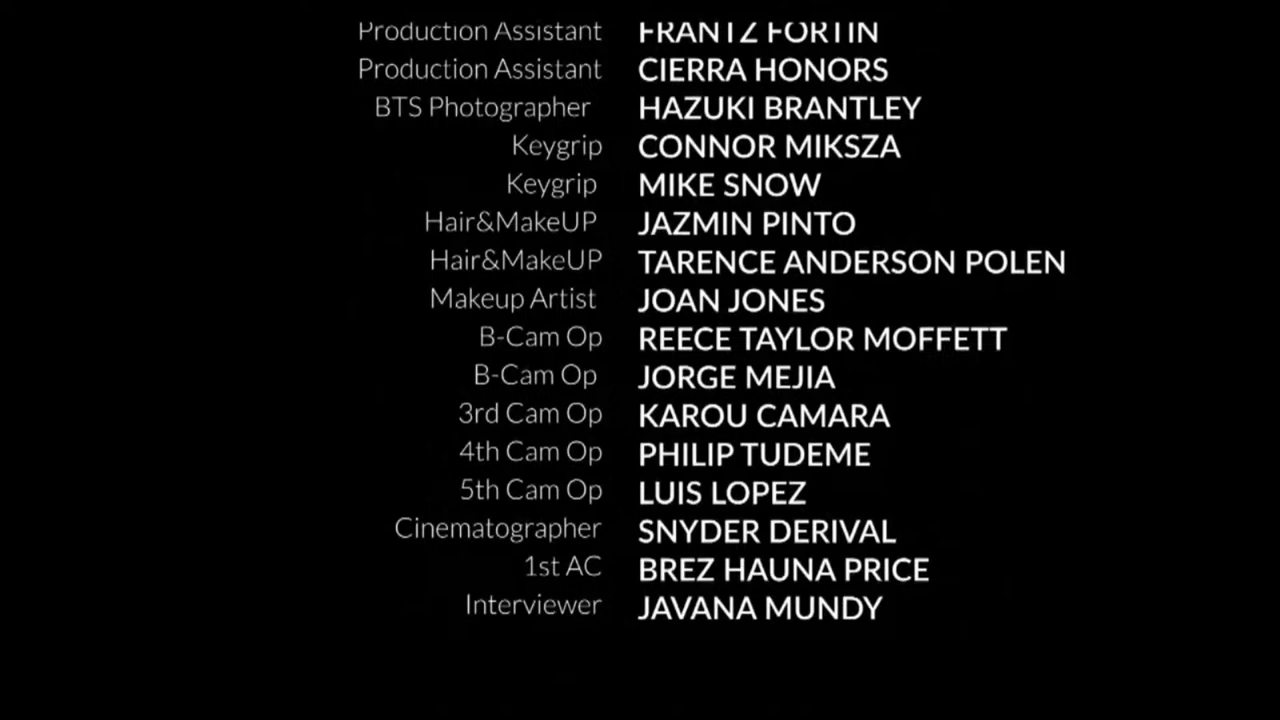 Production Assistant FRANTZ FORTIN
Production Assistant CIERRA HONORS
BTS Photographer HAZUKI BRANTLEY
Keygrip CONNOR MIKSZA
Keygrip MIKE SNOW
Hair&MakeUP JAZMIN PINTO
Hair&MakeUP TARENCE ANDERSON POLEN
Makeup Artist JOAN JONES
B-Cam Op REECE TAYLOR MOFFETT
B-Cam Op JORGE MEJIA
3rd Cam Op KAROU CAMARA
4th Cam Op PHILIP TUDEME
5th Cam Op LUIS LOPEZ
Cinematographer SNYDER DERIVAL
1st AC BREZ HAUNA PRICE
Interviewer JAVANA MUNDY